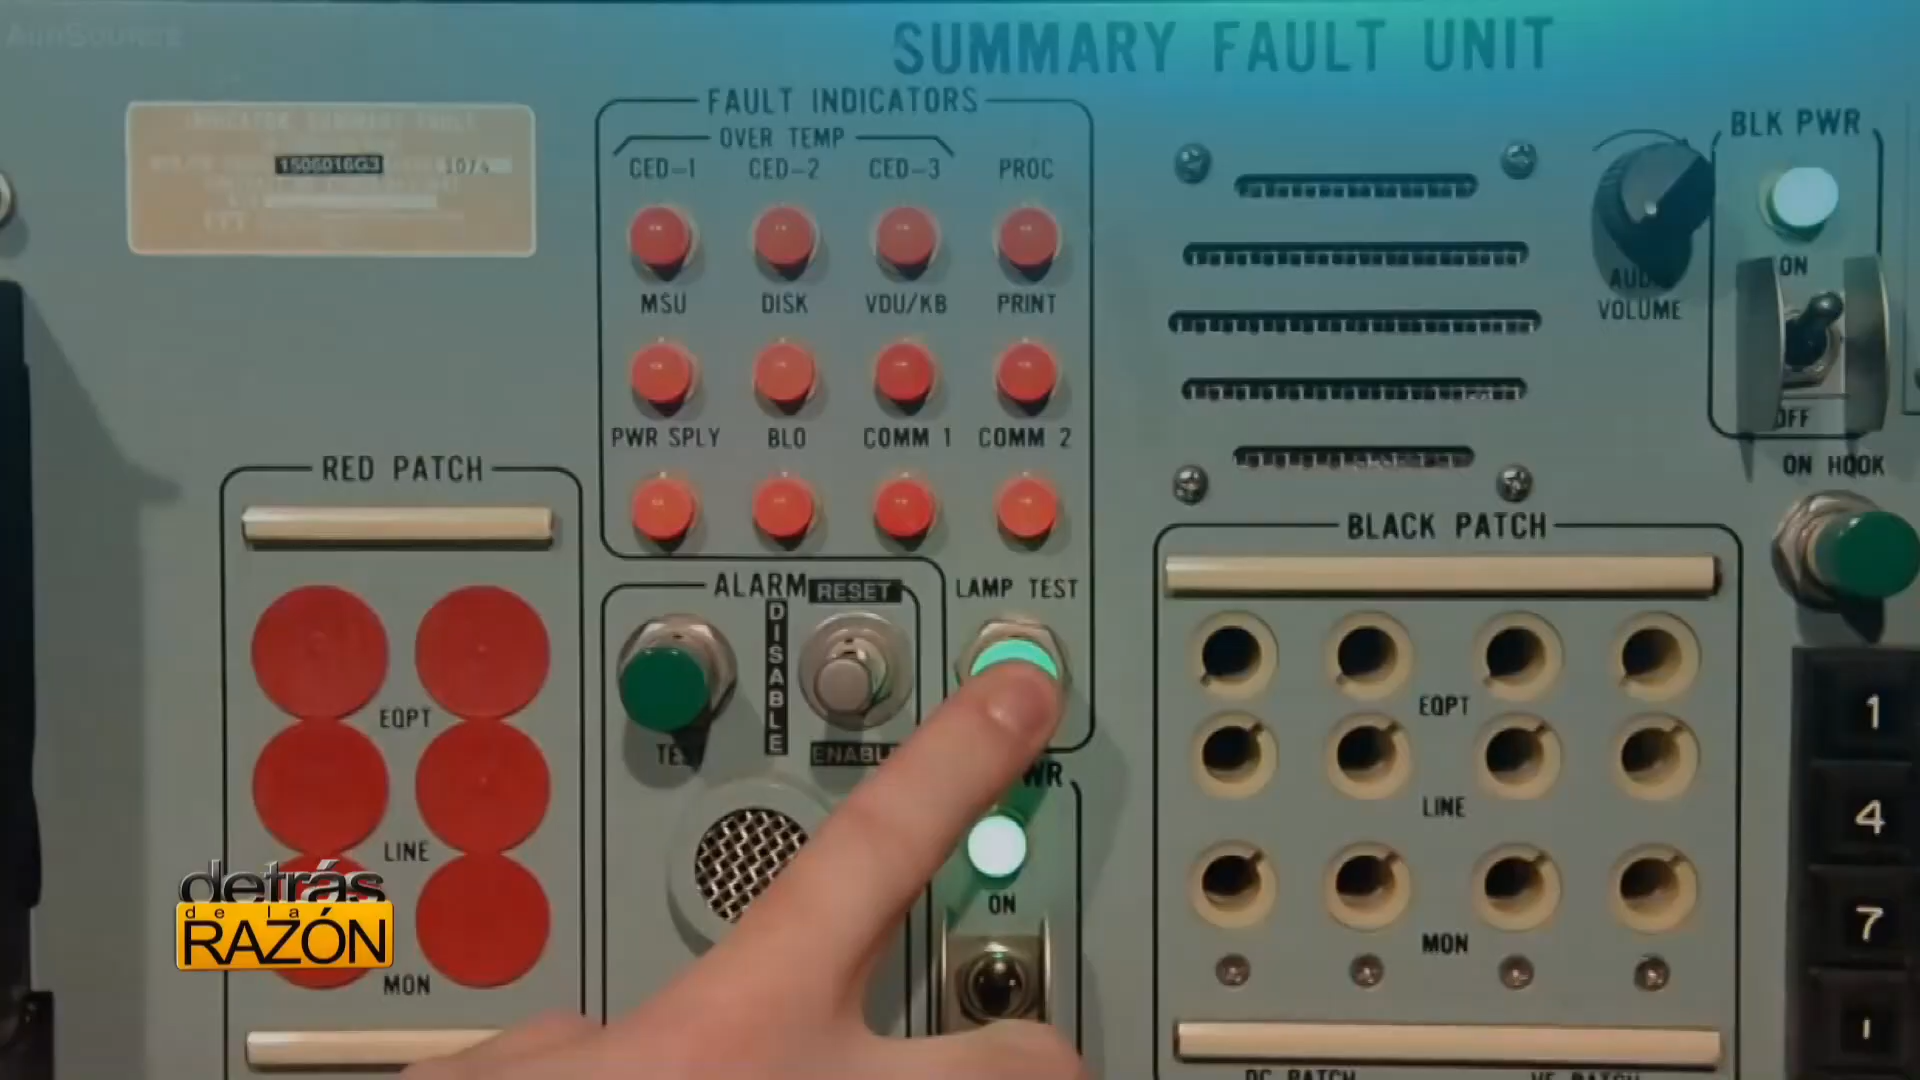 SUMMARY FAULT UNIT
FAULT INDICATORS
OVER TEMP
CED-1 CED-2 CED-3 PROC
1506016G3
MSU DISK VDU/KB PRINT
PWR SPLY BLO COMM 1 COMM 2
BLK PWR
ON
OFF
VOLUME
ON HOOK
RED PATCH
EQPT
LINE
MON
ALARM
RESET
DISABLE
LAMP TEST
BLACK PATCH
EQPT
LINE
MON
ON
1
4
7
detrás
de la
RAZÓN